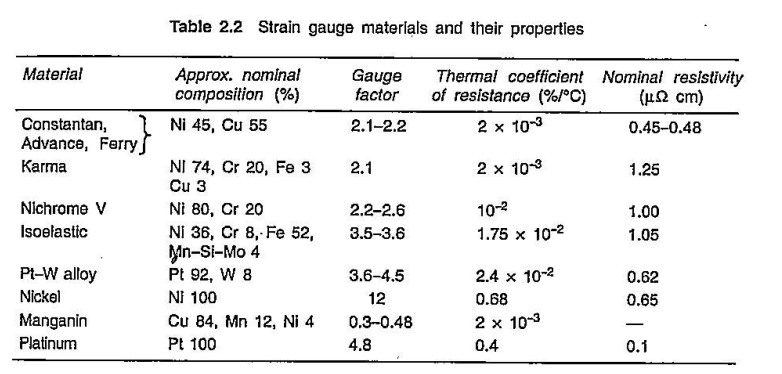 Table 2.2 Strain gauge materials and their properties
Material Approx. nominal composition (%) Gauge factor Thermal coefficient of resistance (%/°C) Nominal resistivity (μΩ cm)
Constantan, Advance, Ferry} Ni 45, Cu 55 2.1–2.2 2 × 10⁻³ 0.45–0.48
Karma Ni 74, Cr 20, Fe 3 Cu 3 2.1 2 × 10⁻³ 1.25
Nichrome V Ni 80, Cr 20 2.2–2.6 10⁻² 1.00
Isoelastic Ni 36, Cr 8, Fe 52, Mn–Si–Mo 4 3.5–3.6 1.75 × 10⁻² 1.05
Pt–W alloy Pt 92, W 8 3.6–4.5 2.4 × 10⁻² 0.62
Nickel Ni 100 12 0.68 0.65
Manganin Cu 84, Mn 12, Ni 4 0.3–0.48 2 × 10⁻³ —
Platinum Pt 100 4.8 0.4 0.1